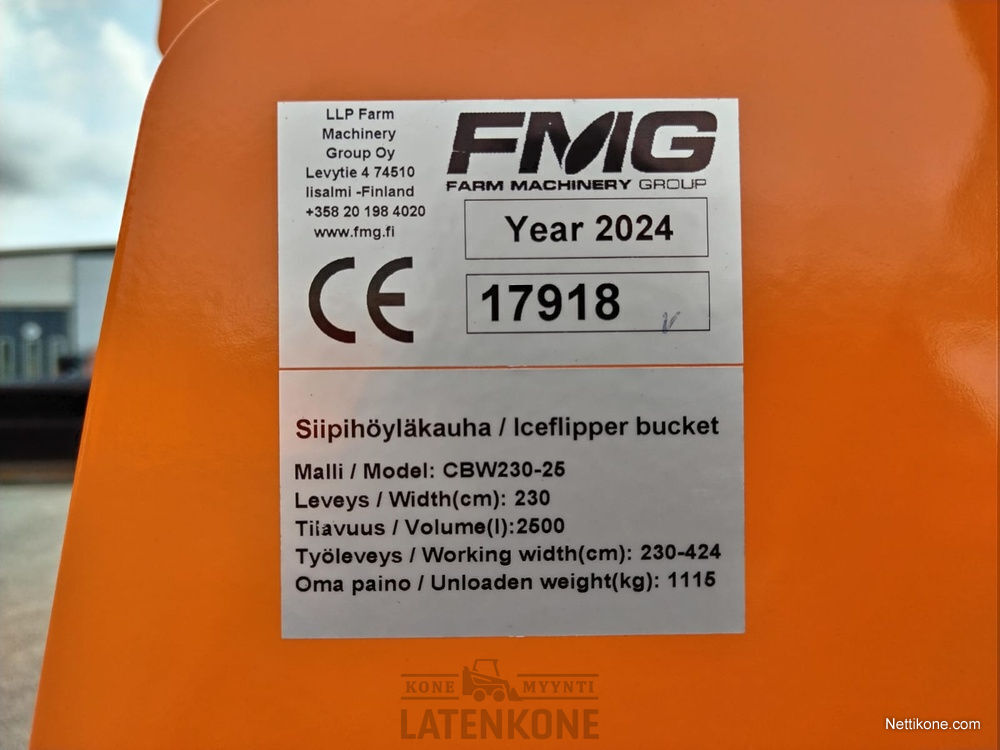 LLP Farm
Machinery
Group Oy
Levytie 4 74510
Iisalmi -Finland
+358 20 198 4020
www.fmg.fi
CE
FMG
FARM MACHINERY GROUP
Year 2024
17918
Siipihöyläkauha / Iceflipper bucket
Malli / Model: CBW230-25
Leveys / Width(cm): 230
Tilavuus / Volume(l):2500
Työleveys / Working width(cm): 230-424
Oma paino / Unloaden weight(kg): 1115
KONE MYYNTI
LATENKONE
Nettikone.com